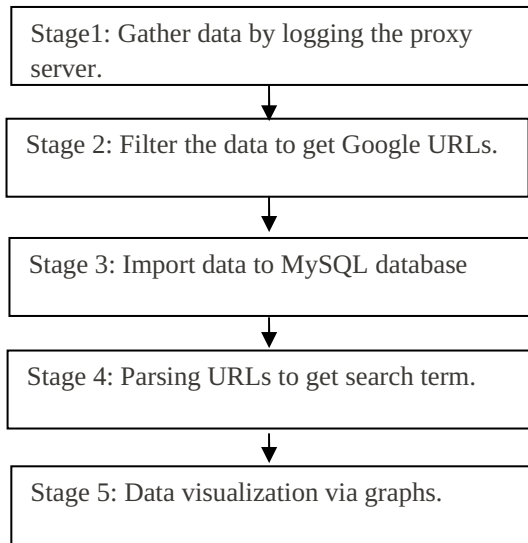 Stage1: Gather data by logging the proxy
server.
Stage 2: Filter the data to get Google URLs.
Stage 3: Import data to MySQL database
Stage 4: Parsing URLs to get search term.
Stage 5: Data visualization via graphs.